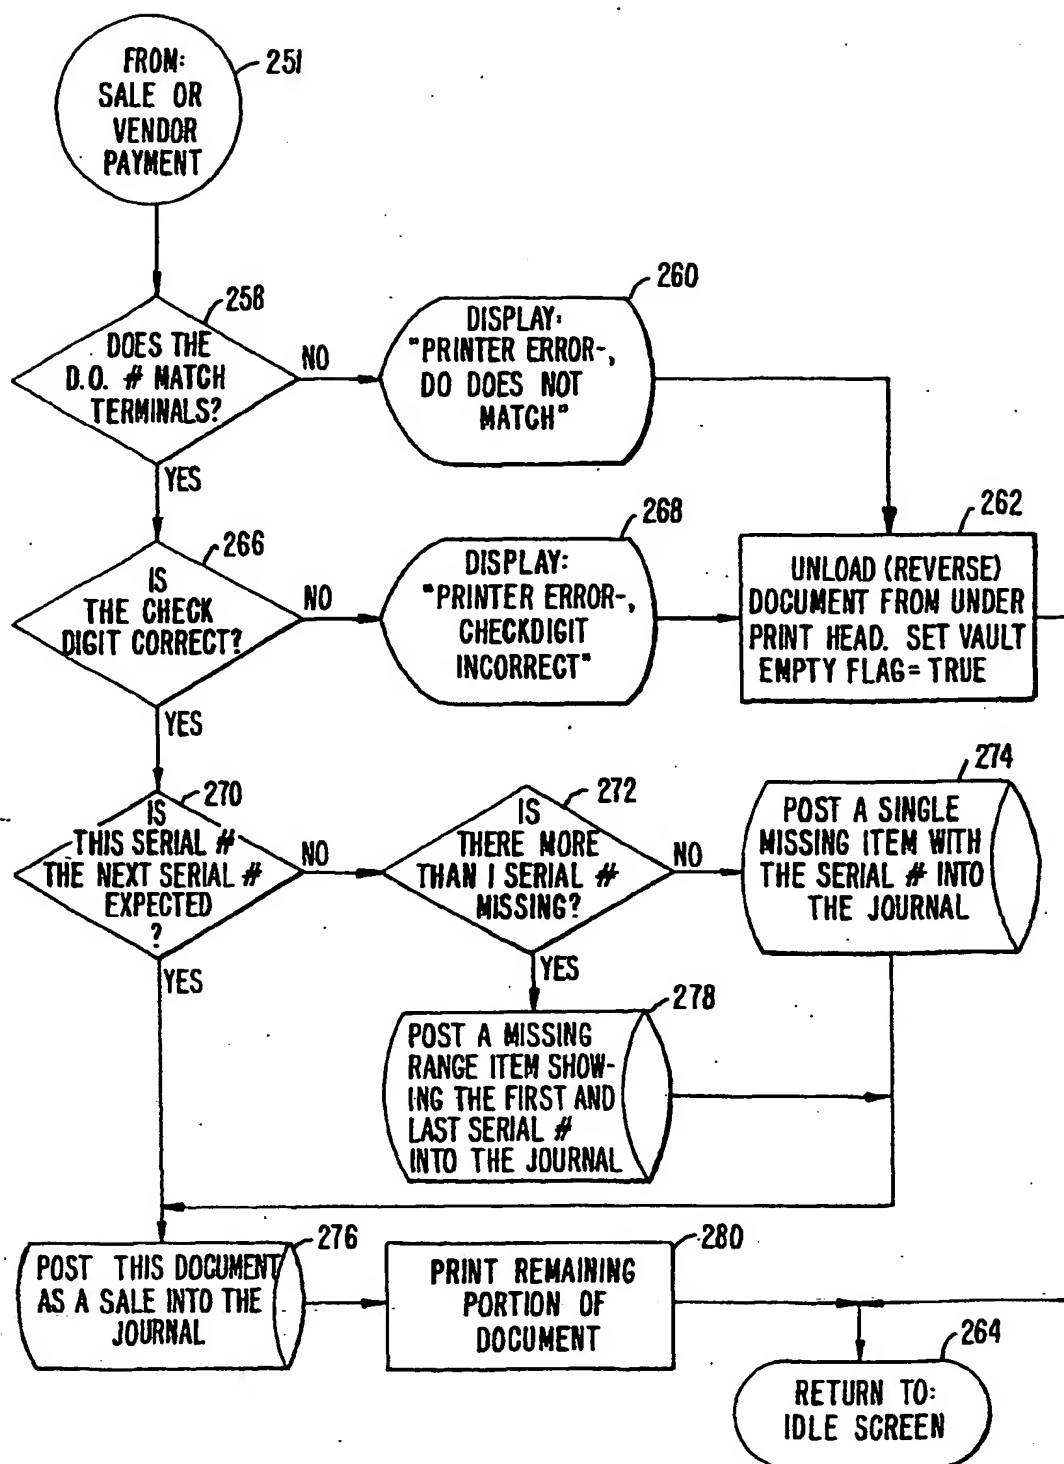 FROM:
SALE OR
VENDOR
PAYMENT
251
258
DOES THE
D.O. # MATCH
TERMINALS?
NO
YES
260
DISPLAY:
"PRINTER ERROR-,
DO DOES NOT
MATCH"
262
UNLOAD (REVERSE)
DOCUMENT FROM UNDER
PRINT HEAD. SET VAULT
EMPTY FLAG = TRUE
266
IS
THE CHECK
DIGIT CORRECT?
NO
YES
268
DISPLAY:
"PRINTER ERROR-,
CHECKDIGIT
INCORRECT"
270
IS
THIS SERIAL #
THE NEXT SERIAL #
EXPECTED
?
NO
YES
272
IS
THERE MORE
THAN 1 SERIAL #
MISSING?
NO
YES
274
POST A SINGLE
MISSING ITEM WITH
THE SERIAL # INTO
THE JOURNAL
278
POST A MISSING
RANGE ITEM SHOW-
ING THE FIRST AND
LAST SERIAL #
INTO THE JOURNAL
276
POST THIS DOCUMENT
AS A SALE INTO THE
JOURNAL
280
PRINT REMAINING
PORTION OF
DOCUMENT
264
RETURN TO:
IDLE SCREEN